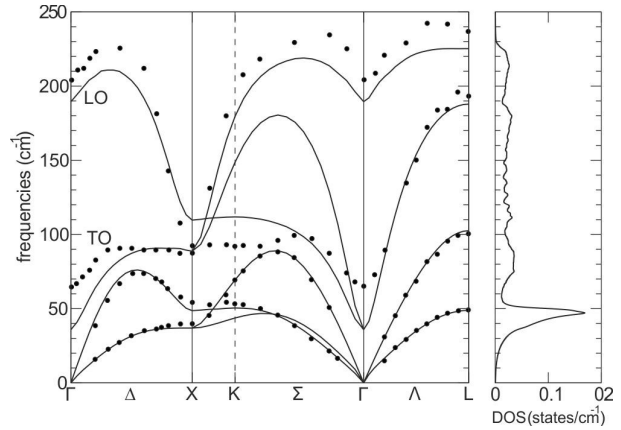 250
200
150
100
50
0
frequencies (cm⁻¹)
LO
TO
Γ Δ X K Σ Γ Λ L
0 0.1 02
DOS(states/cm⁻¹)